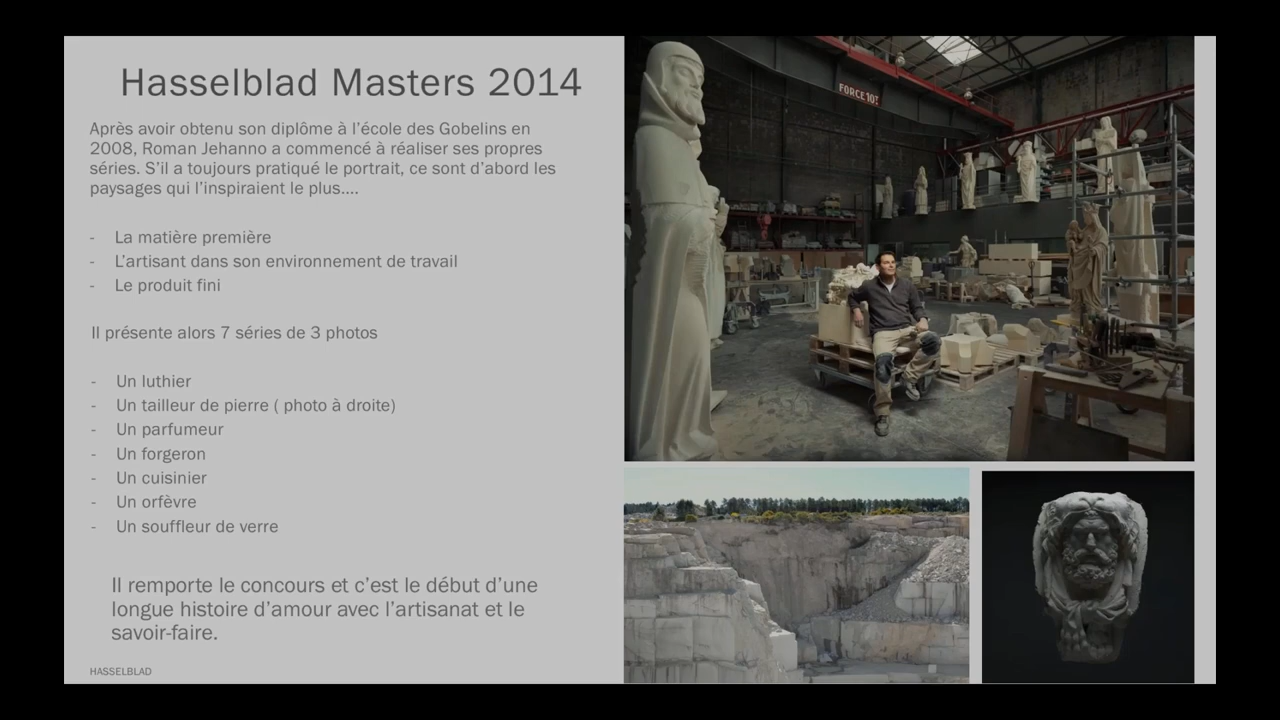 Hasselblad Masters 2014
Après avoir obtenu son diplôme à l'école des Gobelins en
2008, Roman Jehanno a commencé à réaliser ses propres
séries. S'il a toujours pratiqué le portrait, ce sont d'abord les
paysages qui l'inspiraient le plus....
- La matière première
- L'artisant dans son environnement de travail
- Le produit fini
Il présente alors 7 séries de 3 photos
- Un luthier
- Un tailleur de pierre ( photo à droite)
- Un parfumeur
- Un forgeron
- Un cuisinier
- Un orfèvre
- Un souffleur de verre
Il remporte le concours et c'est le début d'une
longue histoire d'amour avec l'artisanat et le
savoir-faire.
HASSELBLAD
FORCE 10T